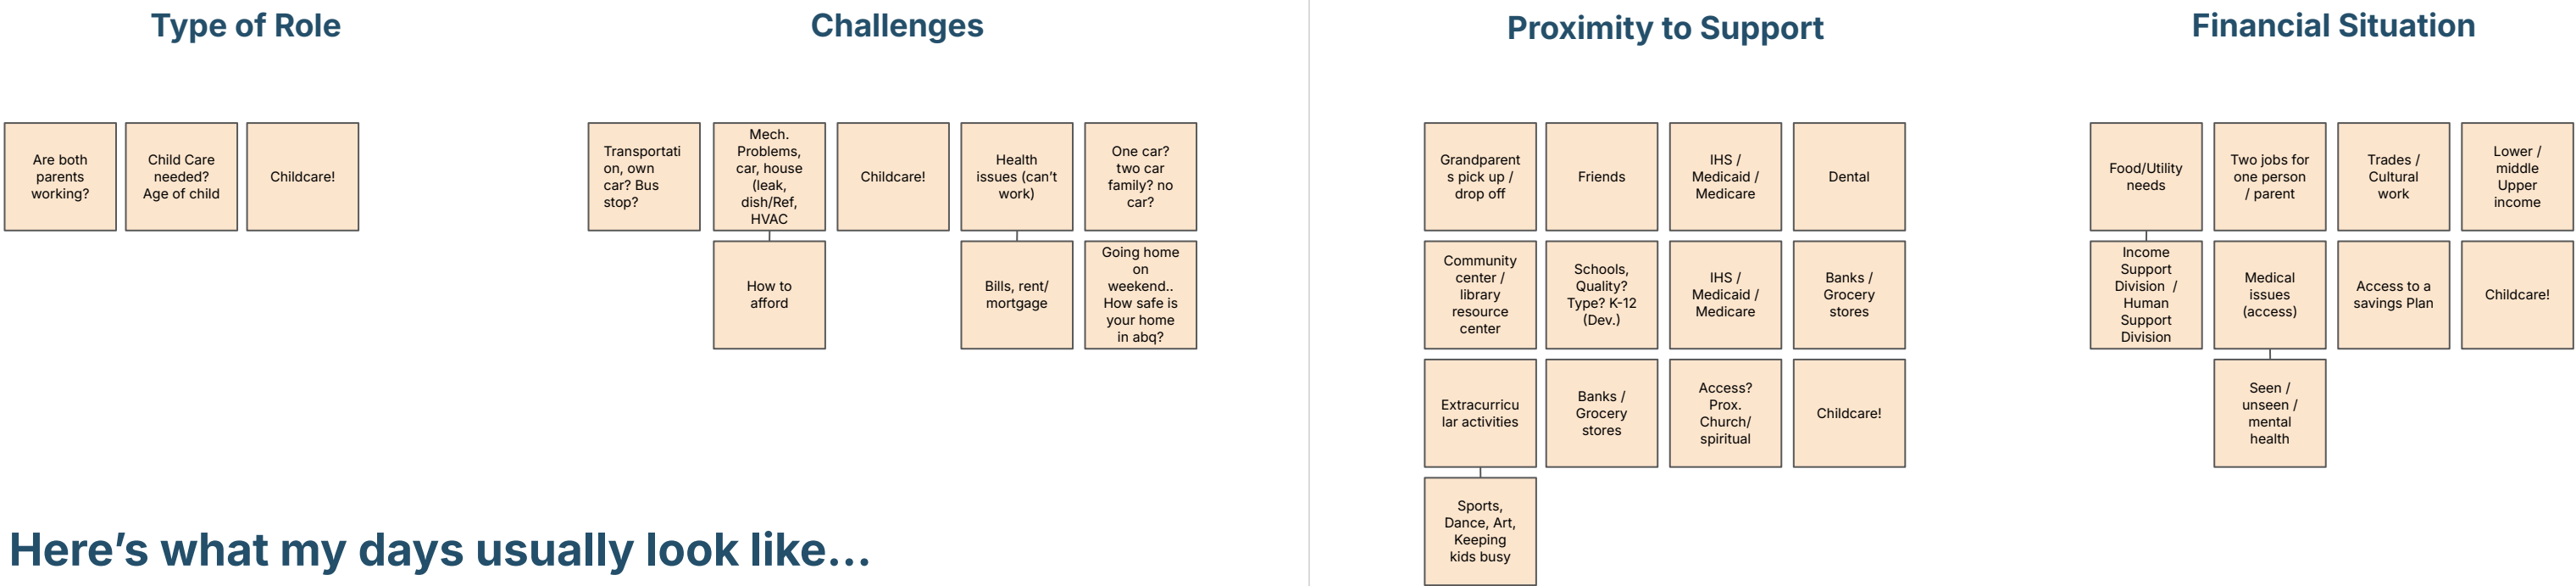 Type of Role
Are both
parents
working?
Child Care
needed?
Age of child
Childcare!
Challenges
Transportati
on, own
car? Bus
stop?
Mech.
Problems,
car, house
(leak,
dish/Ref,
HVAC
Childcare!
Health
issues (can’t
work)
One car?
two car
family? no
car?
How to
afford
Bills, rent/
mortgage
Going home
on
weekend..
How safe is
your home
in abq?
Proximity to Support
Grandparent
s pick up /
drop off
Friends
IHS /
Medicaid /
Medicare
Dental
Community
center /
library
resource
center
Schools,
Quality?
Type? K-12
(Dev.)
IHS /
Medicaid /
Medicare
Banks /
Grocery
stores
Extracurricu
lar activities
Banks /
Grocery
stores
Access?
Prox.
Church/
spiritual
Childcare!
Sports,
Dance, Art,
Keeping
kids busy
Financial Situation
Food/Utility
needs
Two jobs for
one person
/ parent
Trades /
Cultural
work
Lower /
middle
Upper
income
Income
Support
Division /
Human
Support
Division
Medical
issues
(access)
Access to a
savings Plan
Childcare!
Seen /
unseen /
mental
health
Here’s what my days usually look like...